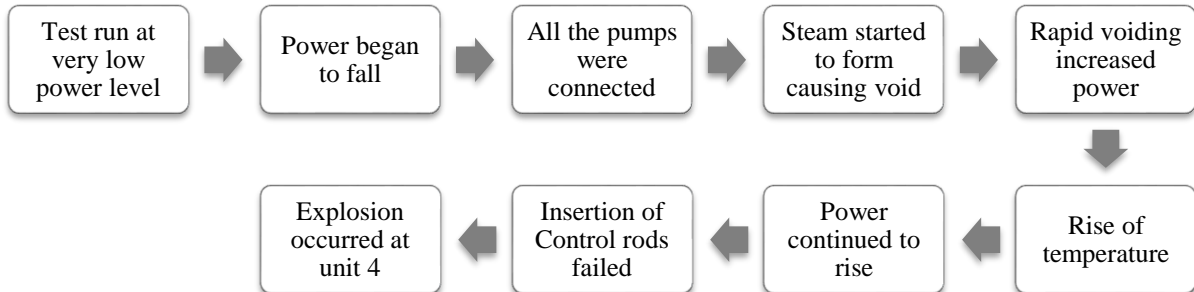 Test run at
very low
power level
Power began
to fall
All the pumps
were
connected
Steam started
to form
causing void
Rapid voiding
increased
power
Rise of
temperature
Power
continued to
rise
Insertion of
Control rods
failed
Explosion
occurred at
unit 4